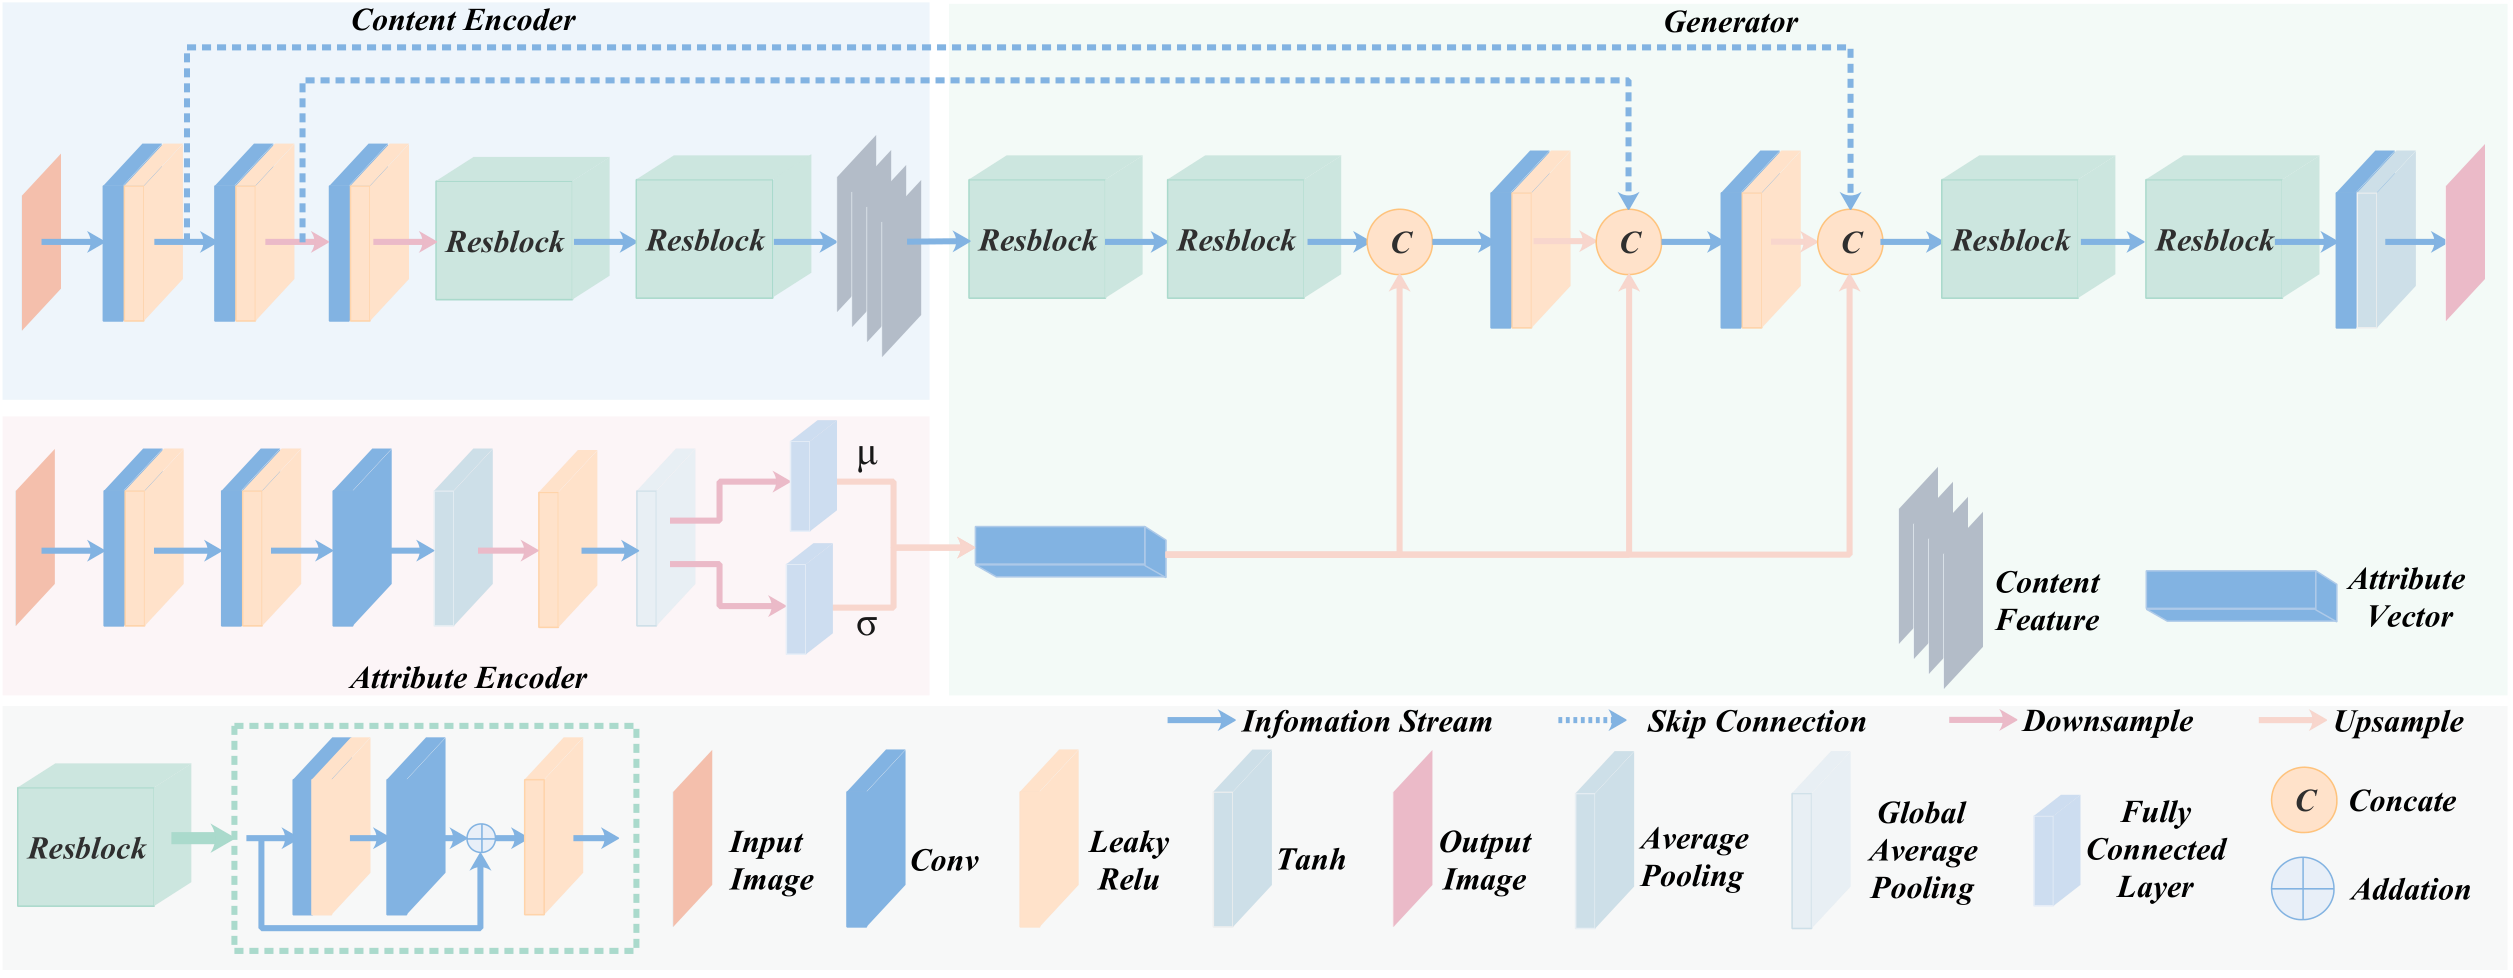 Content Encoder
Generator
Resblock
Resblock
Resblock
Resblock
C
C
C
Resblock
Resblock
μ
σ
Attribute Encoder
Content
Feature
Attribute
Vector
Infomation Stream
Skip Connection
Downsample
Upsample
Resblock
Input
Image
Conv
Leaky
Relu
Tanh
Output
Image
Average
Pooling
Global
Average
Pooling
Fully
Connected
Layer
C
Concate
Addation